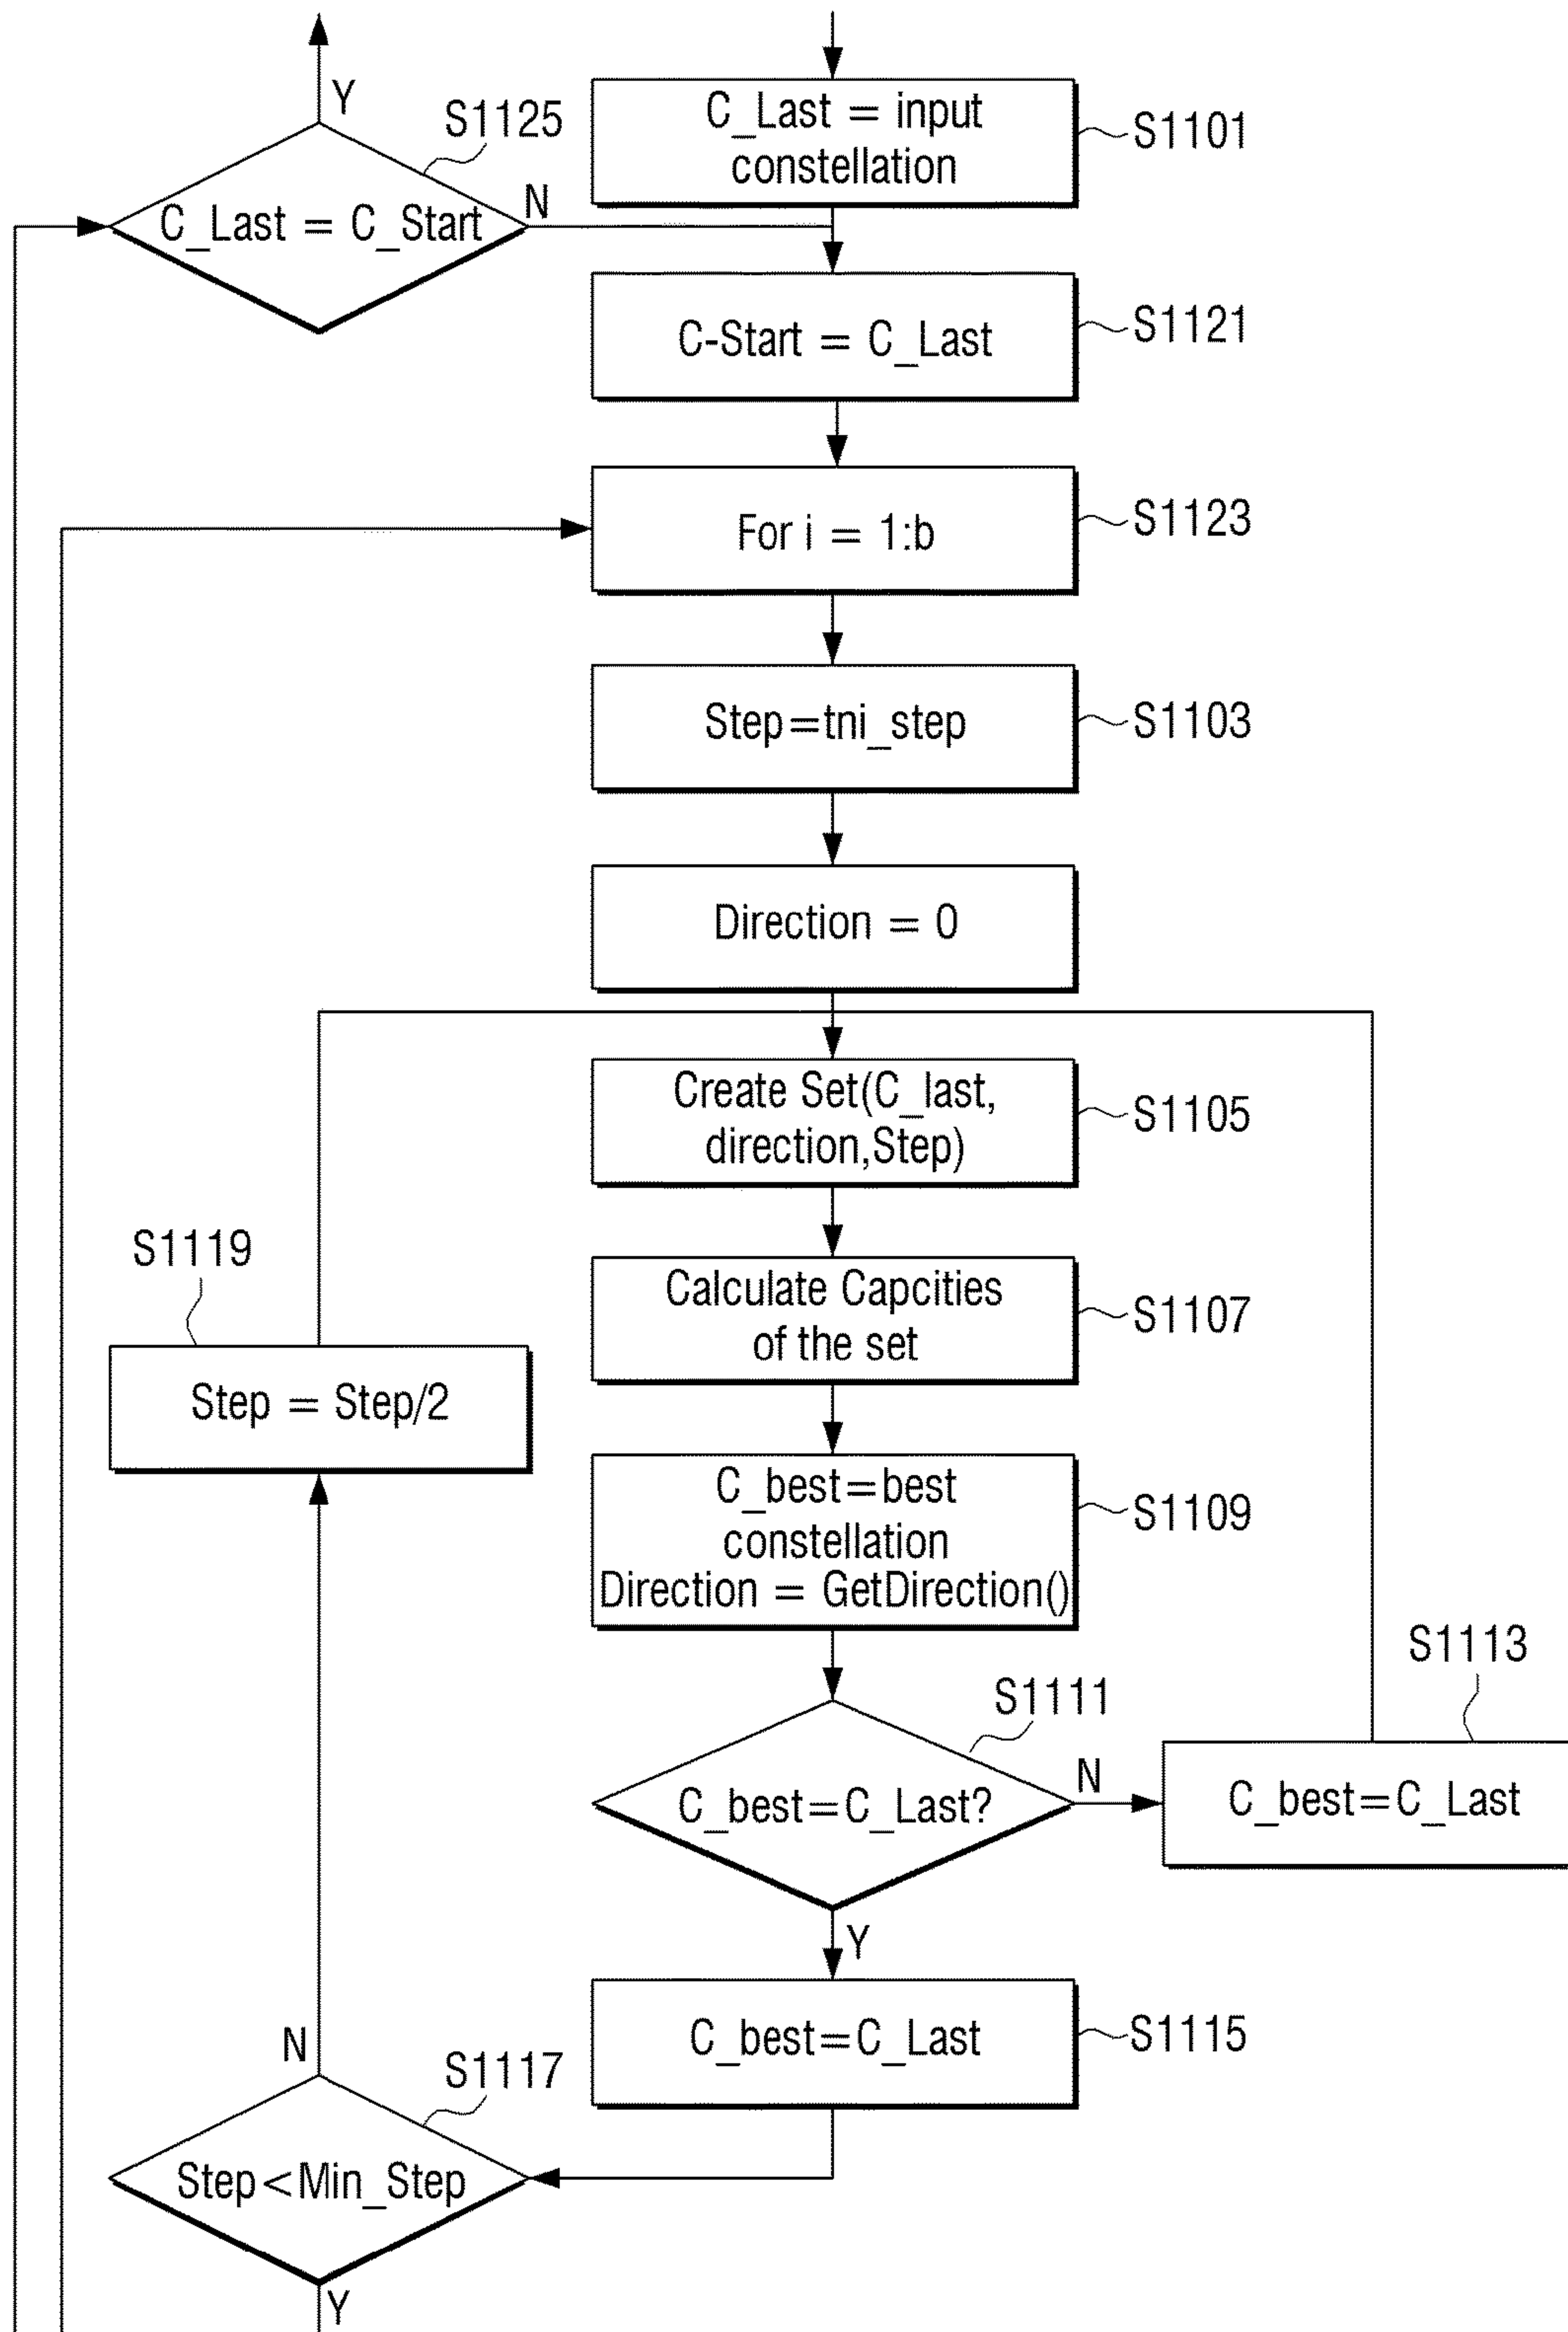 Y
S1125
C_Last = C_Start
N
C_Last = input
constellation
S1101
C-Start = C_Last
S1121
For i = 1:b
S1123
Step=tni_step
S1103
Direction = 0
Create Set(C_last,
direction,Step)
S1105
S1119
Step = Step/2
Calculate Capcities
of the set
S1107
C_best=best
constellation
Direction = GetDirection()
S1109
S1111
C_best=C_Last?
N
S1113
C_best=C_Last
Y
C_best=C_Last
S1115
N
S1117
Step<Min_Step
Y